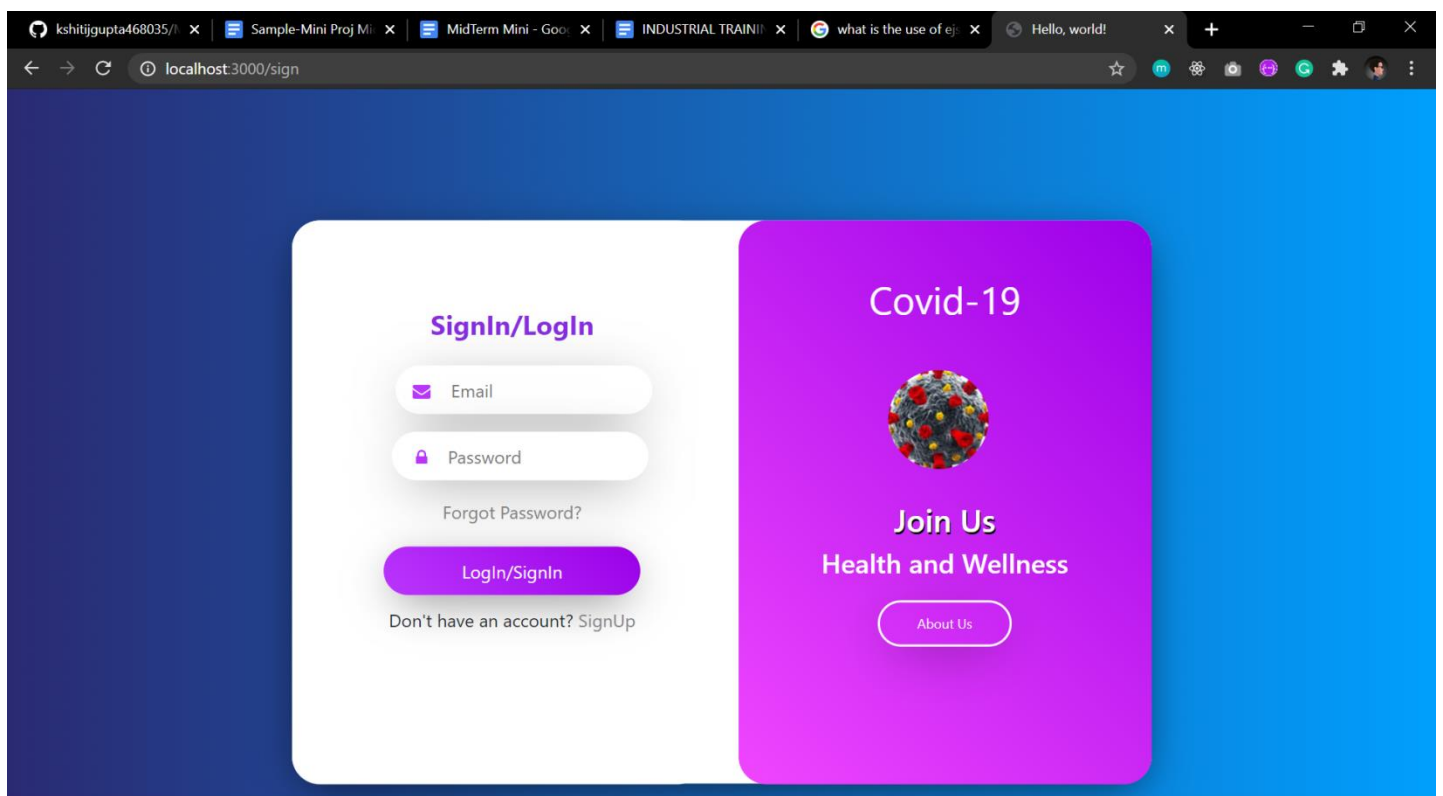 kshitijgupta468035/
Sample-Mini Proj Mi
MidTerm Mini - Goo
INDUSTRIAL TRAININ
what is the use of ejs
Hello, world!
localhost:3000/sign
SignIn/LogIn
Email
Password
Forgot Password?
LogIn/SignIn
Don't have an account? SignUp
Covid-19
Join Us
Health and Wellness
About Us